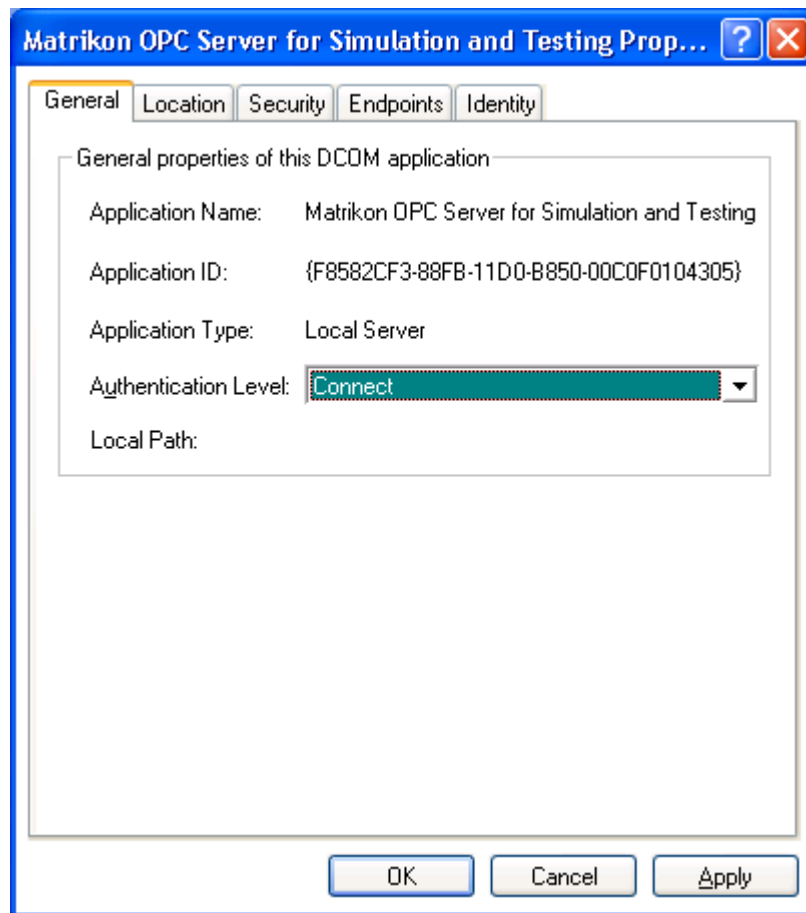 Matrikon OPC Server for Simulation and Testing Prop...
General Location Security Endpoints Identity
General properties of this DCOM application
Application Name: Matrikon OPC Server for Simulation and Testing
Application ID: {F8582CF3-88FB-11D0-B850-00C0F0104305}
Application Type: Local Server
Authentication Level: Connect
Local Path:
OK Cancel Apply